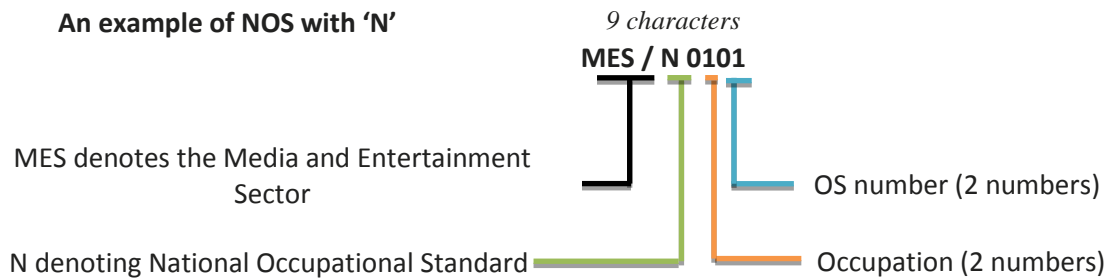 An example of NOS with ‘N’
9 characters
MES / N 0101
MES denotes the Media and Entertainment
Sector
OS number (2 numbers)
N denoting National Occupational Standard
Occupation (2 numbers)